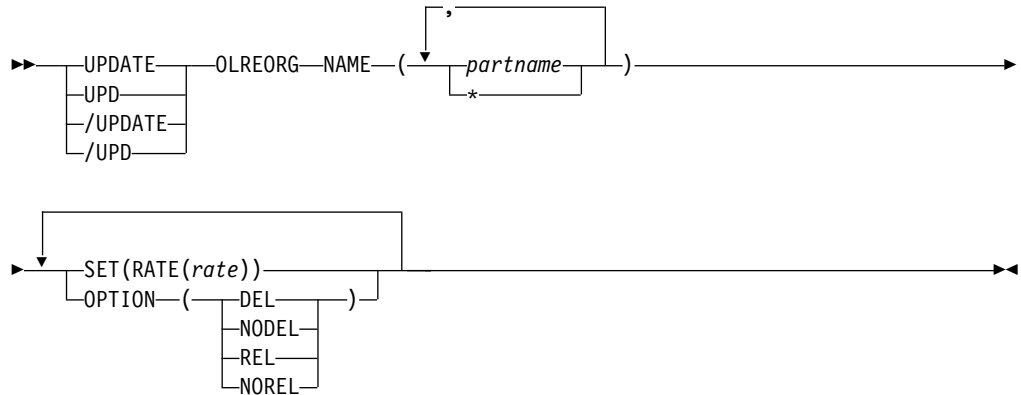 ,
UPDATE OLREORG NAME ( partname )
UPD *
/UPDATE
/UPD
SET(RATE(rate))
OPTION ( DEL )
NODEL
REL
NOREL